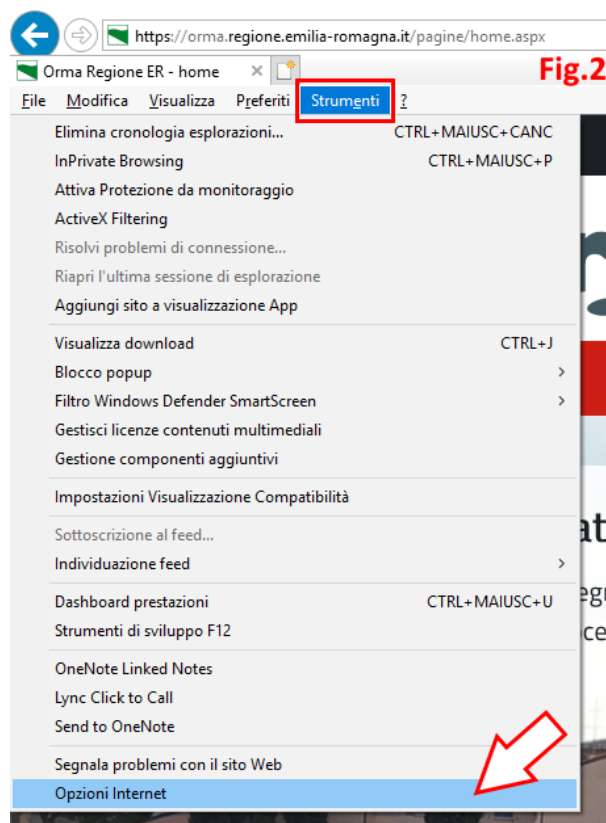 https://orma.regione.emilia-romagna.it/pagine/home.aspx
Orma Regione ER - home
Fig.2
File Modifica Visualizza Preferiti Strumenti ?
Elimina cronologia esplorazioni... CTRL+MAIUSC+CANC
InPrivate Browsing CTRL+MAIUSC+P
Attiva Protezione da monitoraggio
ActiveX Filtering
Risolvi problemi di connessione...
Riapri l'ultima sessione di esplorazione
Aggiungi sito a visualizzazione App
Visualizza download CTRL+J
Blocco popup
Filtro Windows Defender SmartScreen
Gestisci licenze contenuti multimediali
Gestione componenti aggiuntivi
Impostazioni Visualizzazione Compatibilità
Sottoscrizione al feed...
Individuazione feed
Dashboard prestazioni CTRL+MAIUSC+U
Strumenti di sviluppo F12
OneNote Linked Notes
Lync Click to Call
Send to OneNote
Segnala problemi con il sito Web
Opzioni Internet